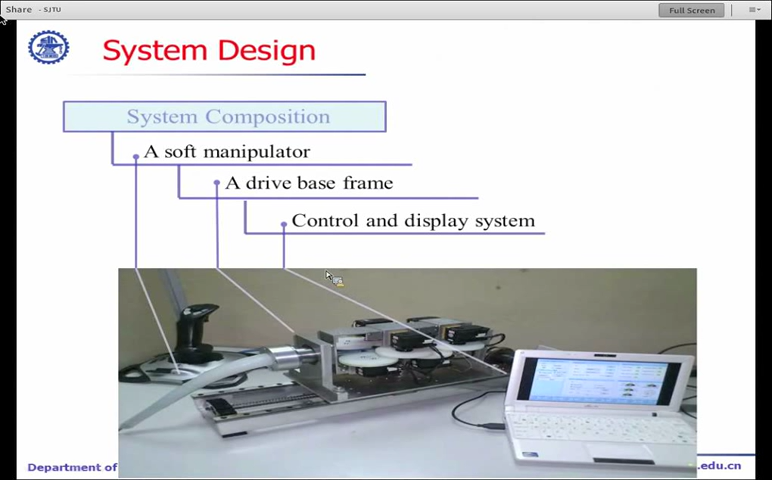 Share - SJTU
Full Screen
System Design
System Composition
A soft manipulator
A drive base frame
Control and display system
Department of
.edu.cn